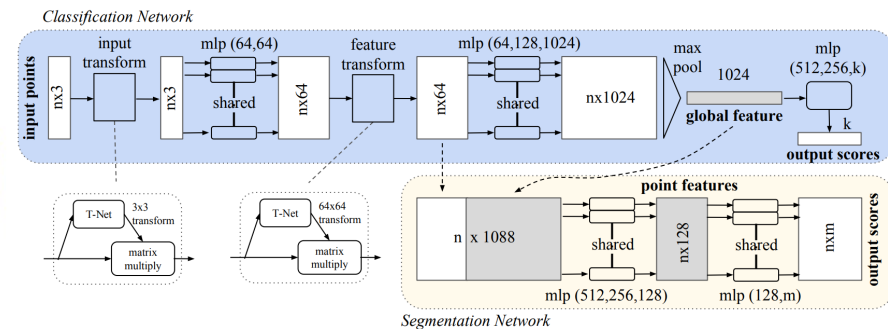 Classification Network
input points
nx3
input
transform
nx3
mlp (64,64)
shared
nx64
feature
transform
nx64
mlp (64,128,1024)
shared
nx1024
max
pool
1024
global feature
mlp
(512,256,k)
k
output scores
T-Net
3x3
transform
matrix
multiply
T-Net
64x64
transform
matrix
multiply
point features
n x 1088
shared
mlp (512,256,128)
nx128
shared
mlp (128,m)
nxm
output scores
Segmentation Network